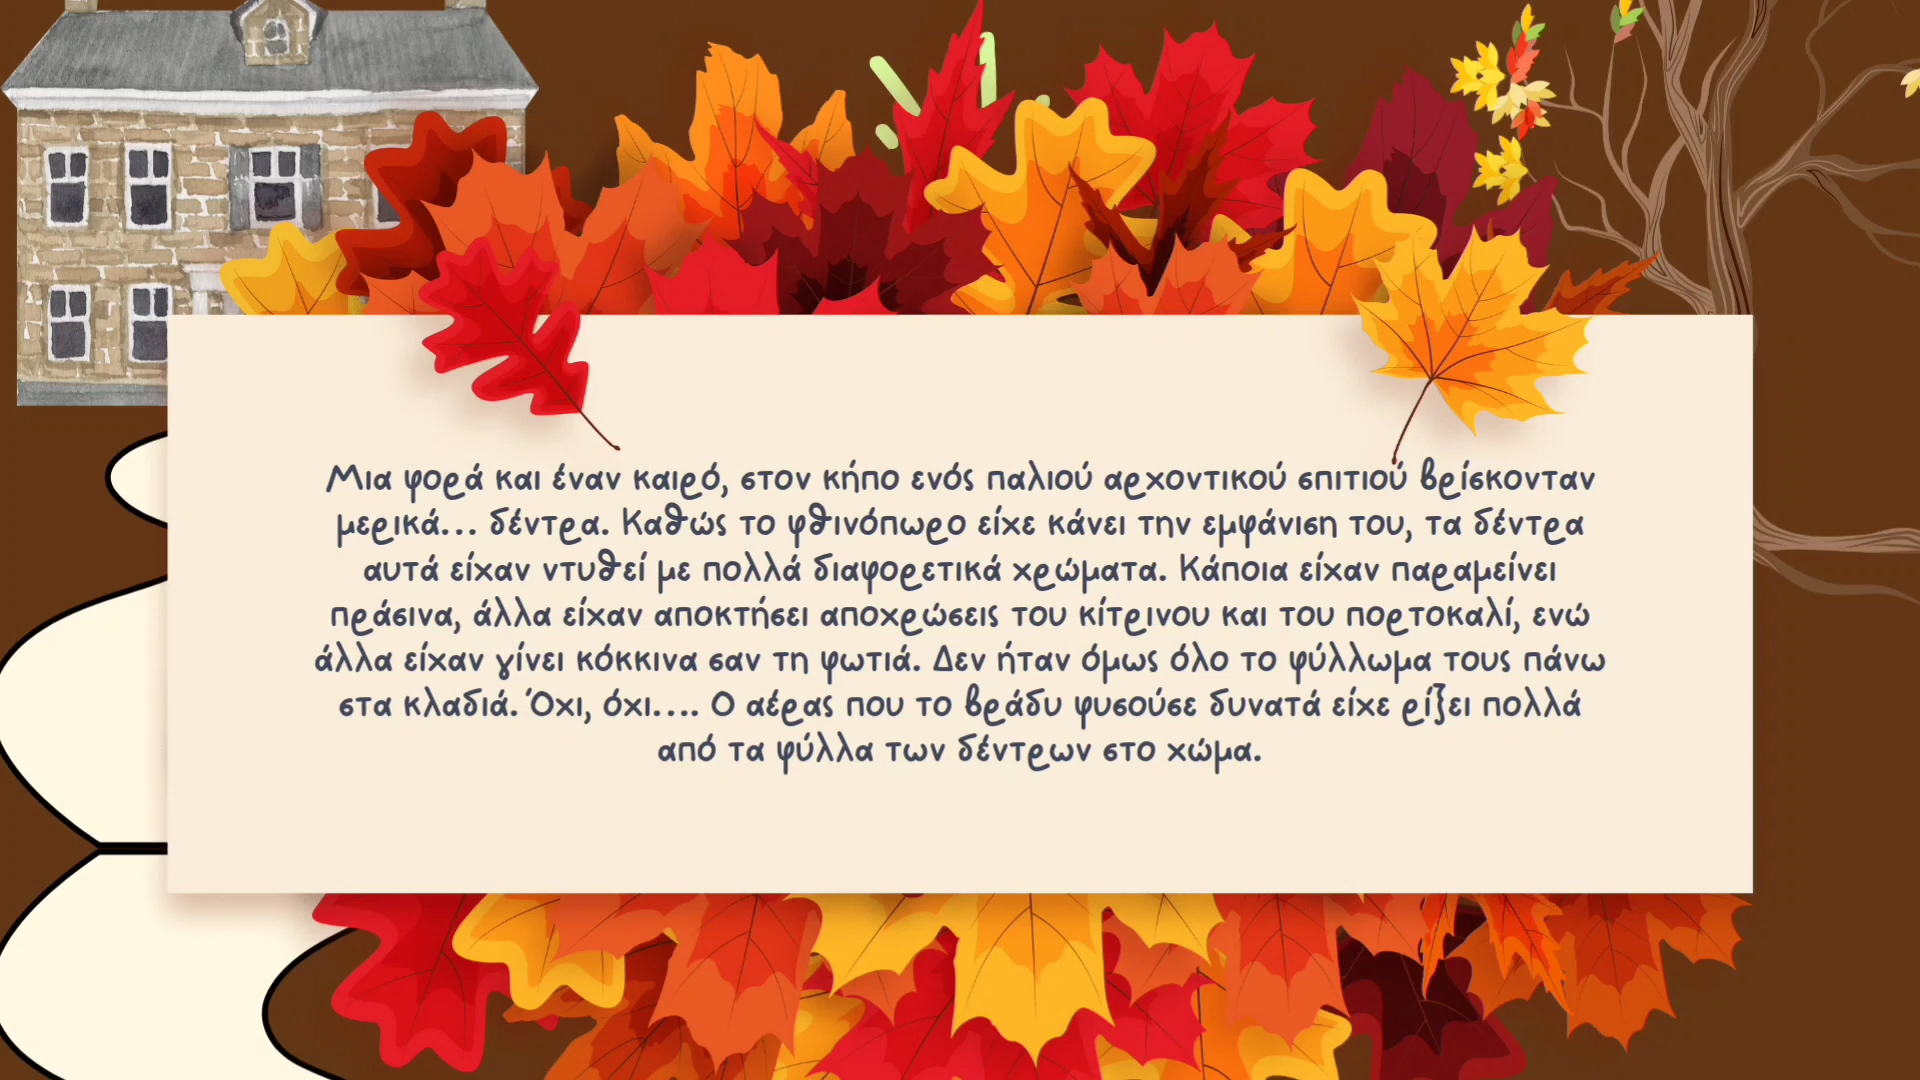 Μια φορά και έναν καιρό, στον κήπο ενός παλιού αρχοντικού σπιτιού βρίσκονταν
μερικά... δέντρα. Καθώς το φθινόπωρο είχε κάνει την εμφάνιση του, τα δέντρα
αυτά είχαν ντυθεί με πολλά διαφορετικά χρώματα. Κάποια είχαν παραμείνει
πράσινα, άλλα είχαν αποκτήσει αποχρώσεις του κίτρινου και του πορτοκαλί, ενώ
άλλα είχαν γίνει κόκκινα σαν τη φωτιά. Δεν ήταν όμως όλο το φύλλωμα τους πάνω
στα κλαδιά. Όχι, όχι.... Ο αέρας που το βράδυ φυσούσε δυνατά είχε ρίξει πολλά
από τα φύλλα των δέντρων στο χώμα.